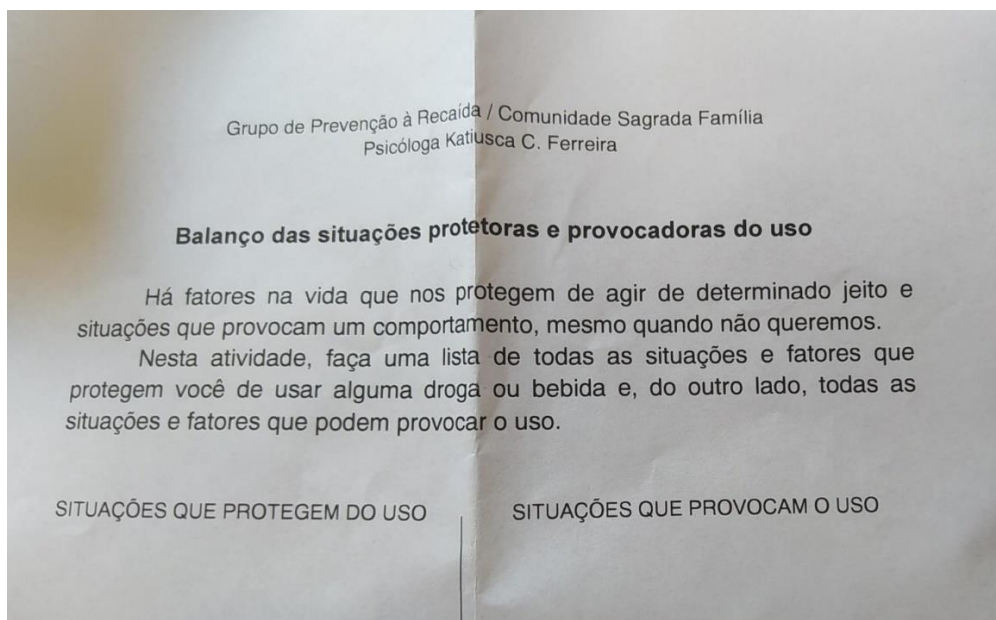 Grupo de Prevenção à Recaída / Comunidade Sagrada Família
Psicóloga Katiusca C. Ferreira
Balanço das situações protetoras e provocadoras do uso
Há fatores na vida que nos protegem de agir de determinado jeito e
situações que provocam um comportamento, mesmo quando não queremos.
Nesta atividade, faça uma lista de todas as situações e fatores que
protegem você de usar alguma droga ou bebida e, do outro lado, todas as
situações e fatores que podem provocar o uso.
SITUAÇÕES QUE PROTEGEM DO USO
SITUAÇÕES QUE PROVOCAM O USO